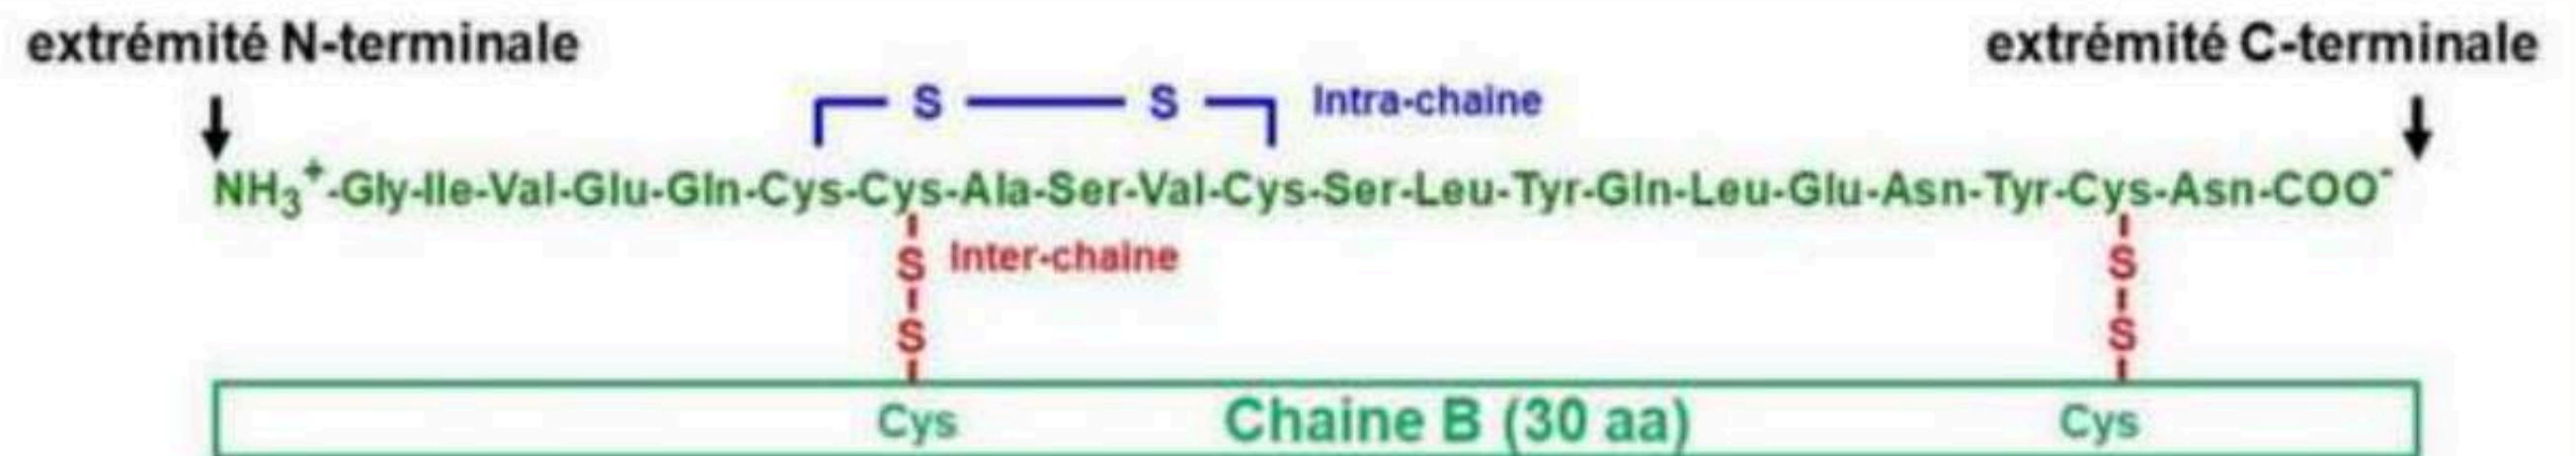 extrémité N-terminale
extrémité C-terminale
S S Intra-chaine
NH3+-Gly-Ile-Val-Glu-Gln-Cys-Cys-Ala-Ser-Val-Cys-Ser-Leu-Tyr-Gln-Leu-Glu-Asn-Tyr-Cys-Asn-COO-
S Inter-chaine S
S S
Cys Chaine B (30 aa) Cys